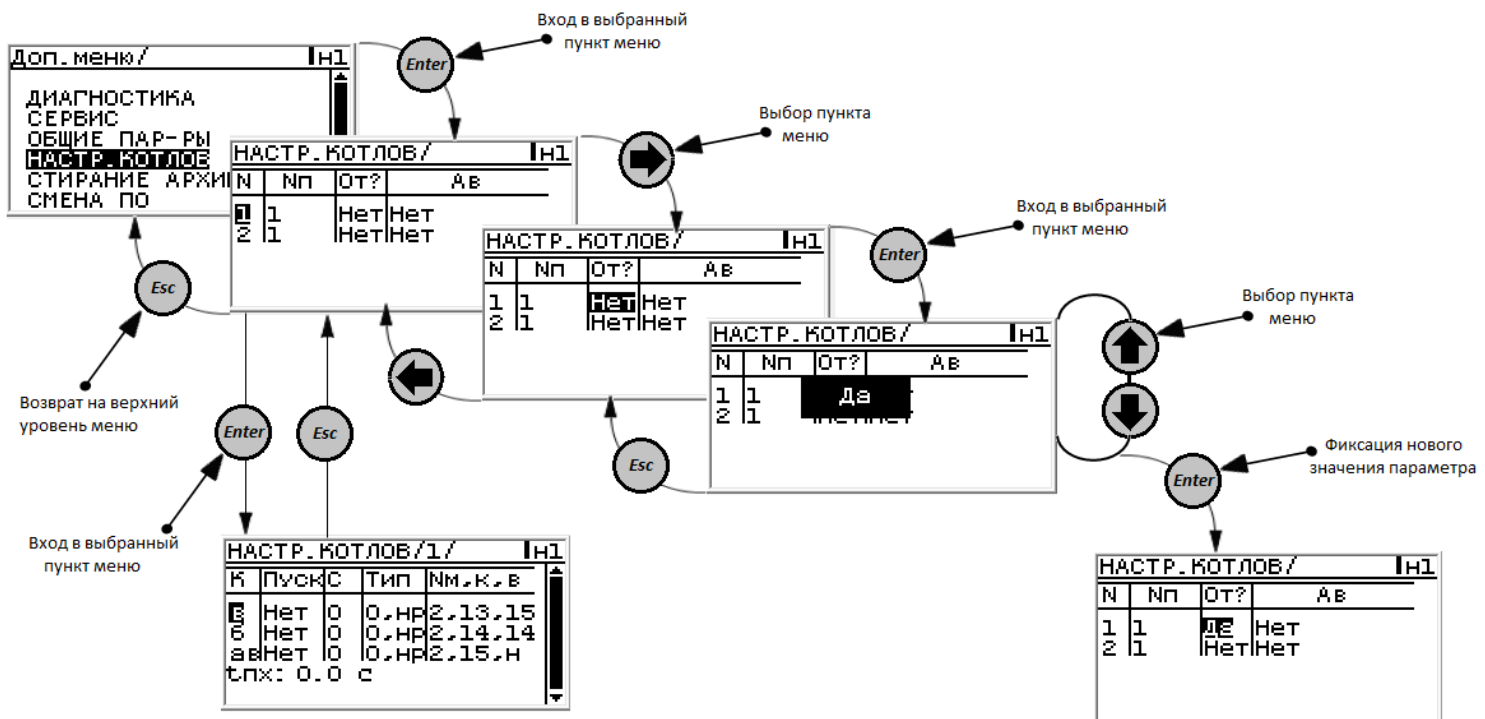 Вход в выбранный
пункт меню
Доп.меню/ н1
ДИАГНОСТИКА
СЕРВИС
ОБЩИЕ ПАР-РЫ
НАСТР.КОТЛОВ
СТИРАНИЕ АРХИ
СМЕНА ПО
Enter
Выбор пункта
меню
НАСТР.КОТЛОВ/ н1
N Nп От? Ав
1 1 Нет Нет
2 1 Нет Нет
Вход в выбранный
пункт меню
НАСТР.КОТЛОВ/ н1
N Nп От? Ав
1 1 Нет Нет
2 1 Нет Нет
Enter
Esc
Выбор пункта
меню
НАСТР.КОТЛОВ/ н1
N Nп От? Ав
1 1 Да
2 1
Возврат на верхний
уровень меню
Enter
Esc
Esc
Фиксация нового
значения параметра
Enter
Вход в выбранный
пункт меню
НАСТР.КОТЛОВ/1/ н1
К Пуск С Тип Nм,к,в
в Нет 0 0,нр 2,13,15
б Нет 0 0,нр 2,14,14
ав Нет 0 0,нр 2,15,н
tпх: 0.0 с
НАСТР.КОТЛОВ/ н1
N Nп От? Ав
1 1 Да Нет
2 1 Нет Нет